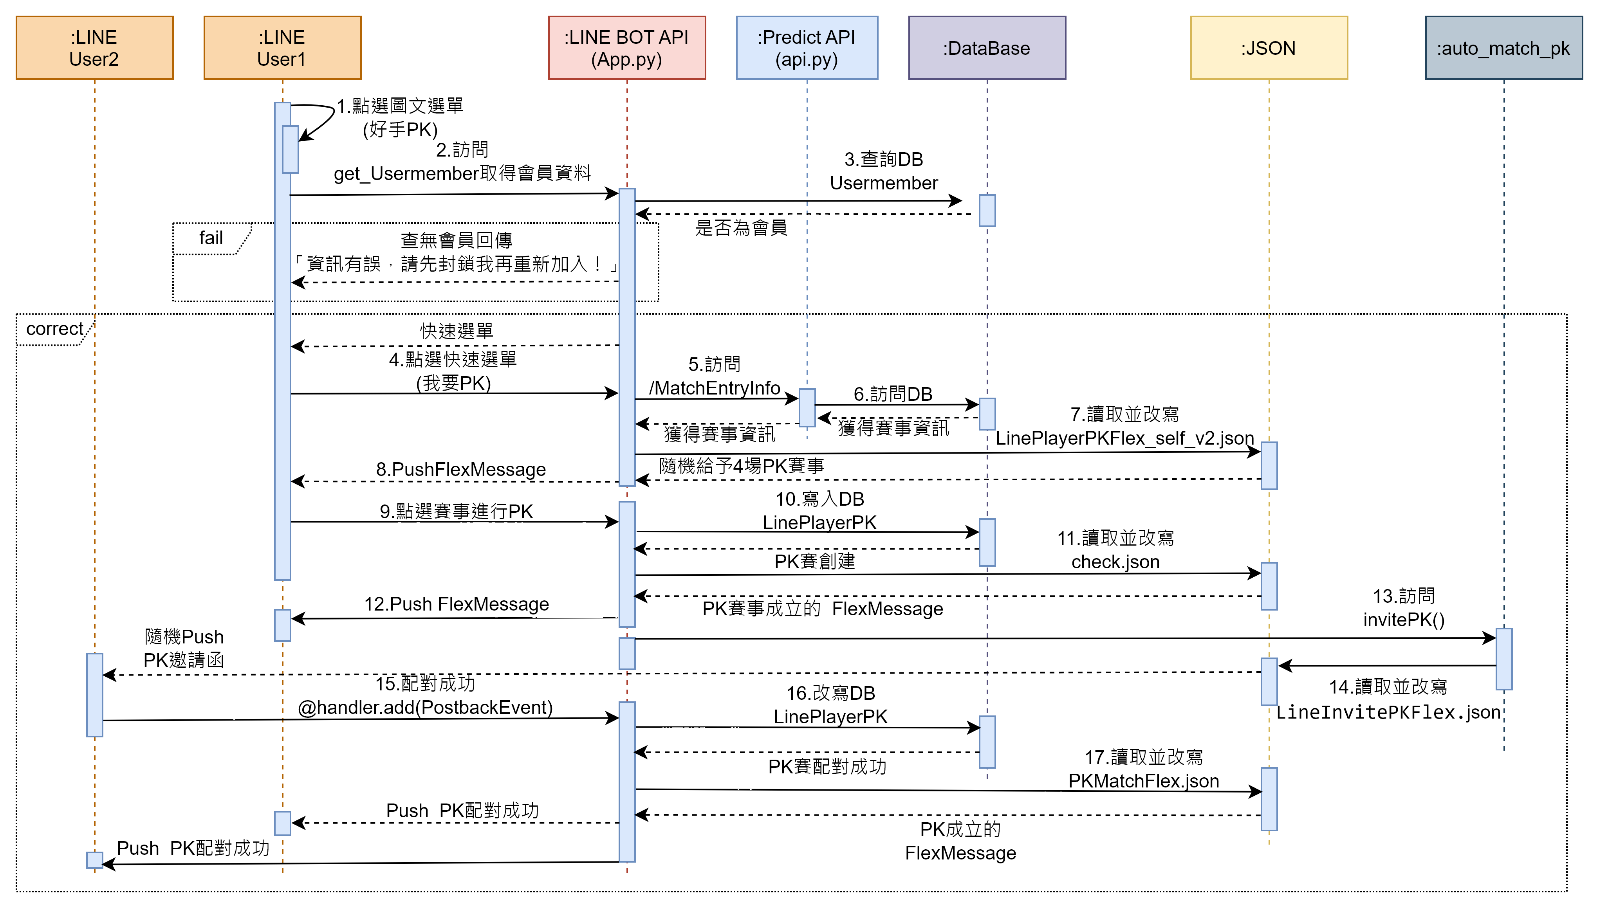 :LINE
User2
:LINE
User1
:LINE BOT API
(App.py)
:Predict API
(api.py)
:DataBase
:JSON
:auto_match_pk
1.點選圖文選單
(好手PK)
2.訪問
get_Usermember取得會員資料
3.查詢DB
Usermember
是否為會員
fail
查無會員回傳
「資訊有誤，請先封鎖我再重新加入！」
correct
快速選單
4.點選快速選單
(我要PK)
5.訪問
/MatchEntryInfo
6.訪問DB
獲得賽事資訊
獲得賽事資訊
7.讀取並改寫
LinePlayerPKFlex_self_v2.json
隨機給予4場PK賽事
8.PushFlexMessage
9.點選賽事進行PK
10.寫入DB
LinePlayerPK
PK賽創建
11.讀取並改寫
check.json
PK賽事成立的 FlexMessage
12.Push FlexMessage
13.訪問
invitePK()
隨機Push
PK邀請函
14.讀取並改寫
LineInvitePKFlex.json
15.配對成功
@handler.add(PostbackEvent)
16.改寫DB
LinePlayerPK
PK賽配對成功
17.讀取並改寫
PKMatchFlex.json
PK成立的
FlexMessage
Push PK配對成功
Push PK配對成功